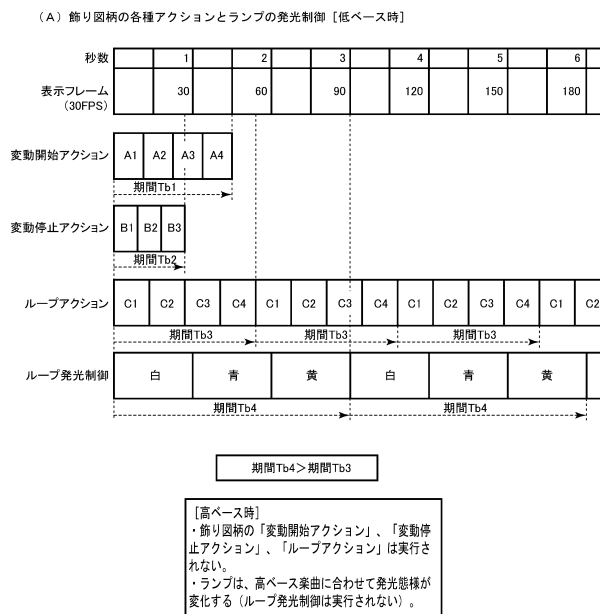 （A）飾り図柄の各種アクションとランプの発光制御［低ベース時］
秒数 1 2 3 4 5 6
表示フレーム 30 60 90 120 150 180
(30FPS)
変動開始アクション A1 A2 A3 A4
期間Tb1
変動停止アクション B1 B2 B3
期間Tb2
ループアクション C1 C2 C3 C4 C1 C2 C3 C4 C1 C2 C3 C4 C1 C2
期間Tb3 期間Tb3 期間Tb3
ループ発光制御 白 青 黄 白 青 黄
期間Tb4 期間Tb4
期間Tb4＞期間Tb3
［高ベース時］
・飾り図柄の「変動開始アクション」、「変動停
止アクション」、「ループアクション」は実行さ
れない。
・ランプは、高ベース楽曲に合わせて発光態様が
変化する（ループ発光制御は実行されない）。